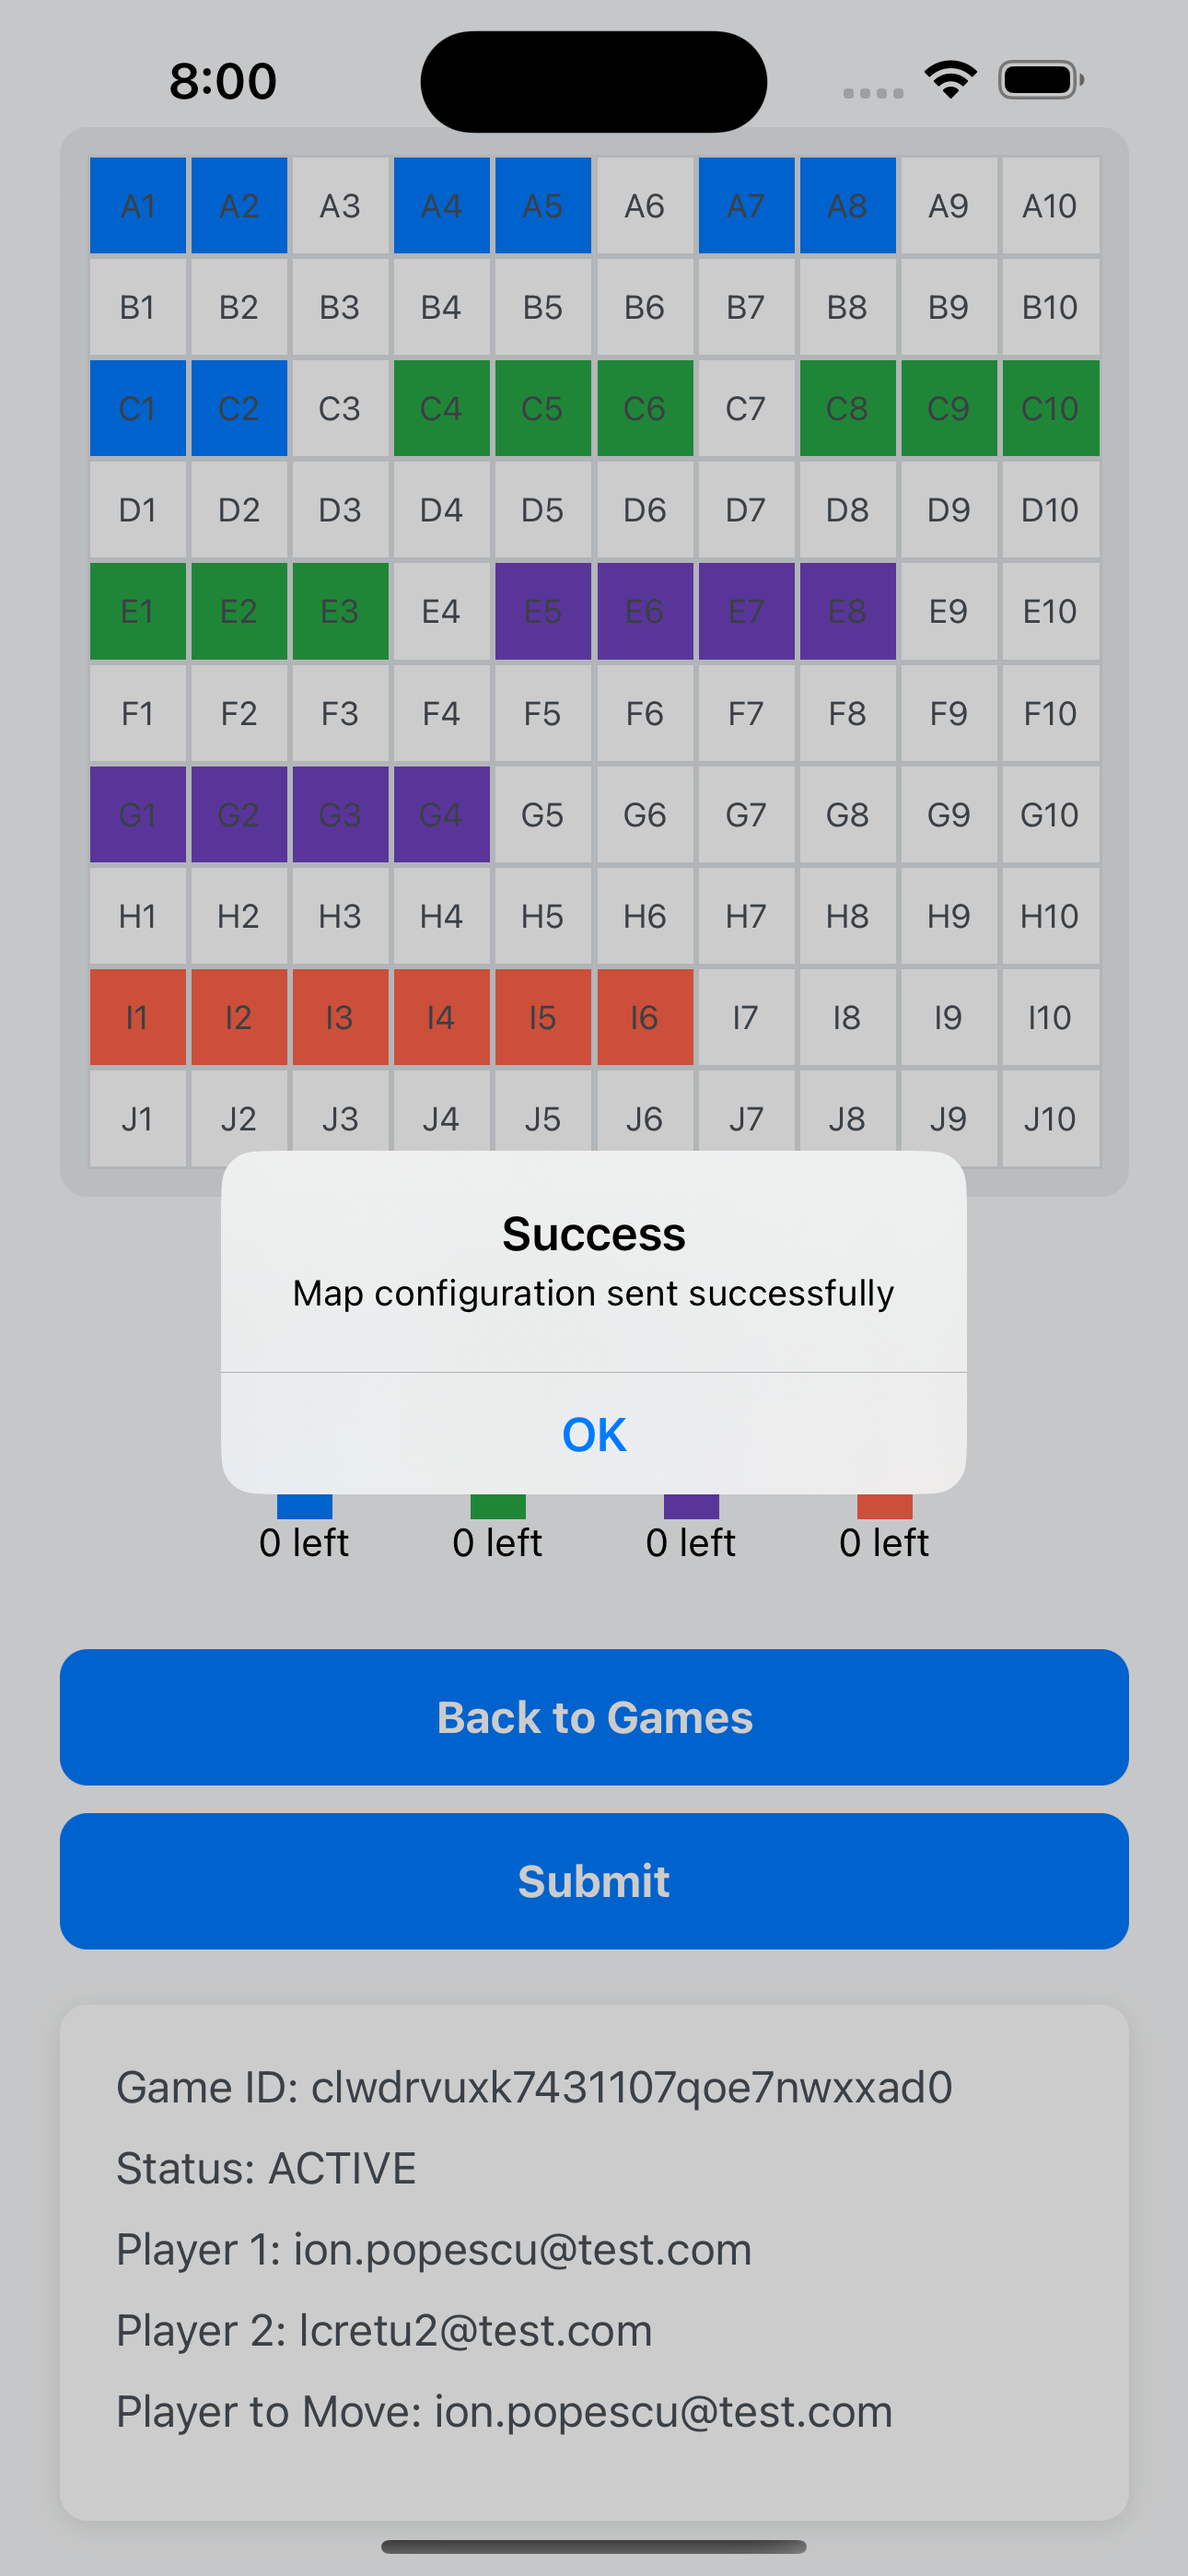 8:00
A1 A2 A3 A4 A5 A6 A7 A8 A9 A10
B1 B2 B3 B4 B5 B6 B7 B8 B9 B10
C1 C2 C3 C4 C5 C6 C7 C8 C9 C10
D1 D2 D3 D4 D5 D6 D7 D8 D9 D10
E1 E2 E3 E4 E5 E6 E7 E8 E9 E10
F1 F2 F3 F4 F5 F6 F7 F8 F9 F10
G1 G2 G3 G4 G5 G6 G7 G8 G9 G10
H1 H2 H3 H4 H5 H6 H7 H8 H9 H10
I1 I2 I3 I4 I5 I6 I7 I8 I9 I10
J1 J2 J3 J4 J5 J6 J7 J8 J9 J10
Success
Map configuration sent successfully
OK
0 left 0 left 0 left 0 left
Back to Games
Submit
Game ID: clwdrvuxk7431107qoe7nwxxad0
Status: ACTIVE
Player 1: ion.popescu@test.com
Player 2: lcretu2@test.com
Player to Move: ion.popescu@test.com